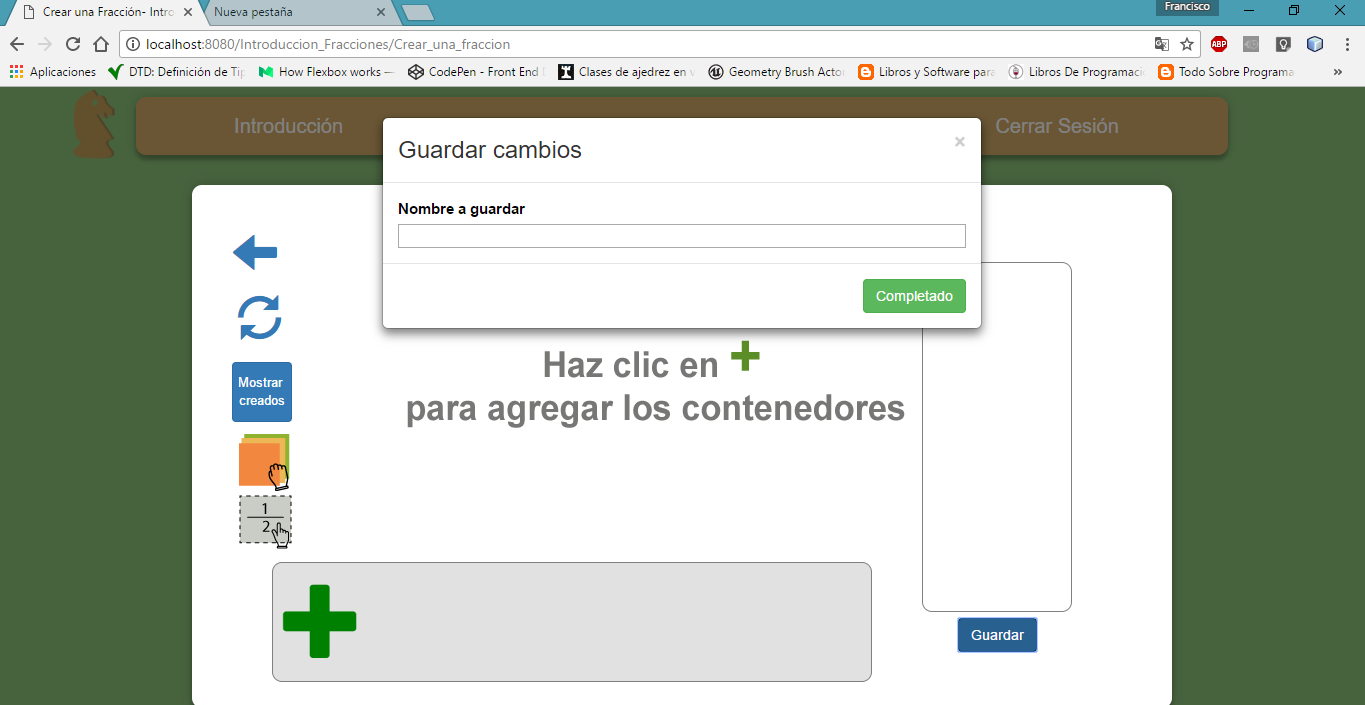 Crear una Fracción- Intro
Nueva pestaña
Francisco
localhost:8080/Introduccion_Fracciones/Crear_una_fraccion
ABP
Aplicaciones
DTD: Definición de Tip
How Flexbox works —
CodePen - Front End
Clases de ajedrez en v
Geometry Brush Actor
Libros y Software para
Libros De Programaci
Todo Sobre Programa
»
Introducción
Cerrar Sesión
Guardar cambios
×
Nombre a guardar
Completado
Mostrar
creados
1
2
Haz clic en +
para agregar los contenedores
Guardar